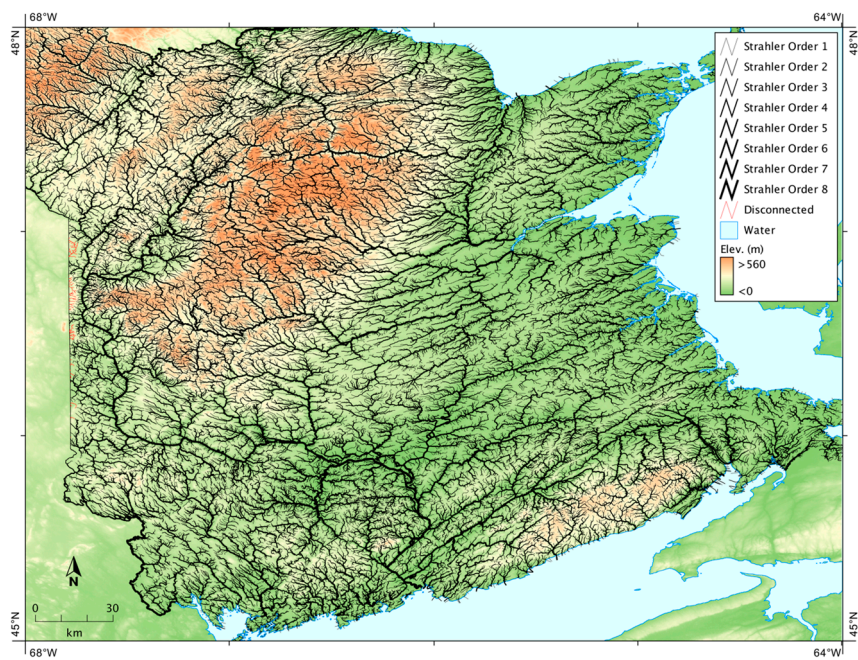 68°W
64°W
48°N
48°N
Strahler Order 1
Strahler Order 2
Strahler Order 3
Strahler Order 4
Strahler Order 5
Strahler Order 6
Strahler Order 7
Strahler Order 8
Disconnected
Water
Elev. (m)
>560
<0
N
0 30
km
45°N
45°N
68°W
64°W